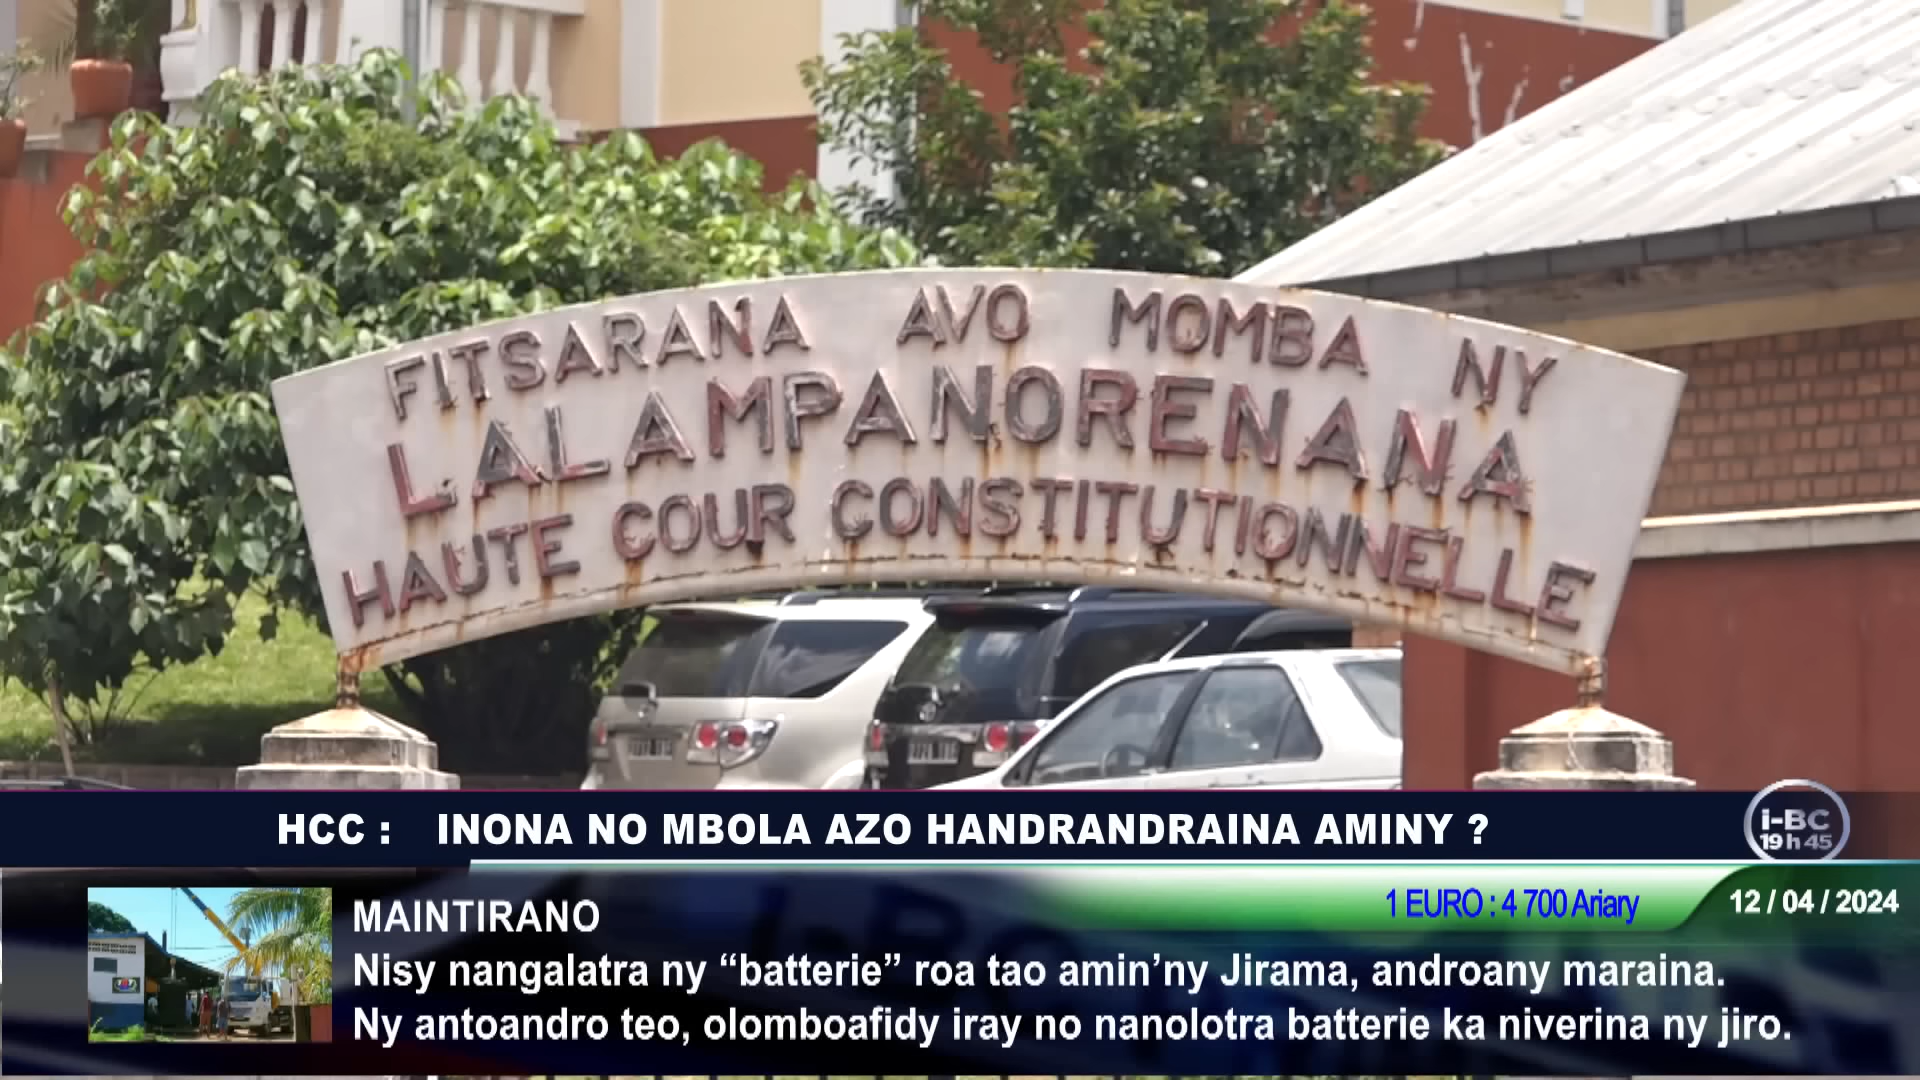 FITSARANA AVO MOMBA NY
LALAMPANORENANA
HAUTE COUR CONSTITUTIONNELLE
HCC : INONA NO MBOLA AZO HANDRANDRAINA AMINY ?
i-BC
19 h 45
1 EURO : 4 700 Ariary
12 / 04 / 2024
MAINTIRANO
Nisy nangalatra ny “batterie” roa tao amin’ny Jirama, androany maraina.
Ny antoandro teo, olomboafidy iray no nanolotra batterie ka niverina ny jiro.